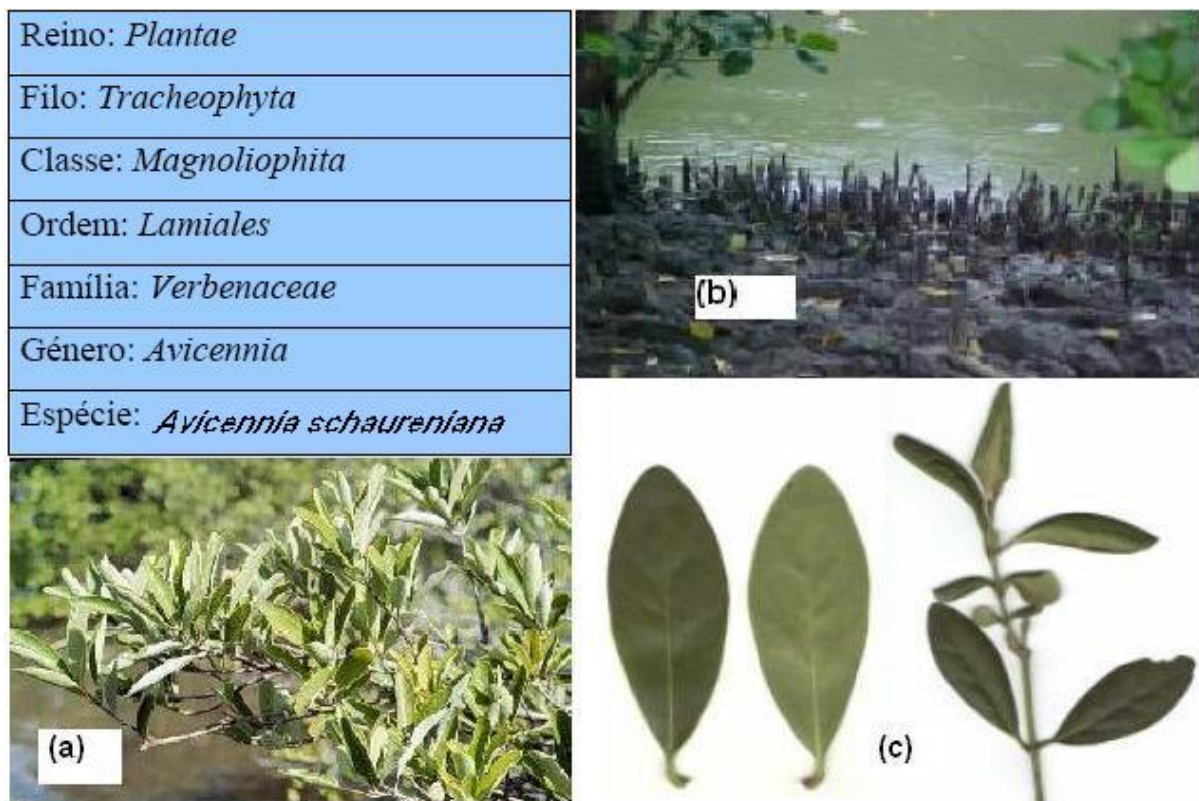 Reino: Plantae
Filo: Tracheophyta
Classe: Magnoliophita
Ordem: Lamiales
Família: Verbenaceae
Género: Avicennia
Espécie: Avicennia schaureniana
(b)
(a)
(c)